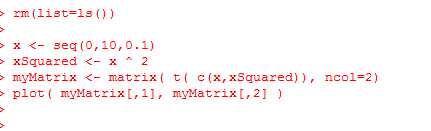 > rm(list=ls())
>
> x <- seq(0,10,0.1)
> xSquared <- x ^ 2
> myMatrix <- matrix( t( c(x,xSquared)), ncol=2)
> plot( myMatrix[,1], myMatrix[,2] )
>
>